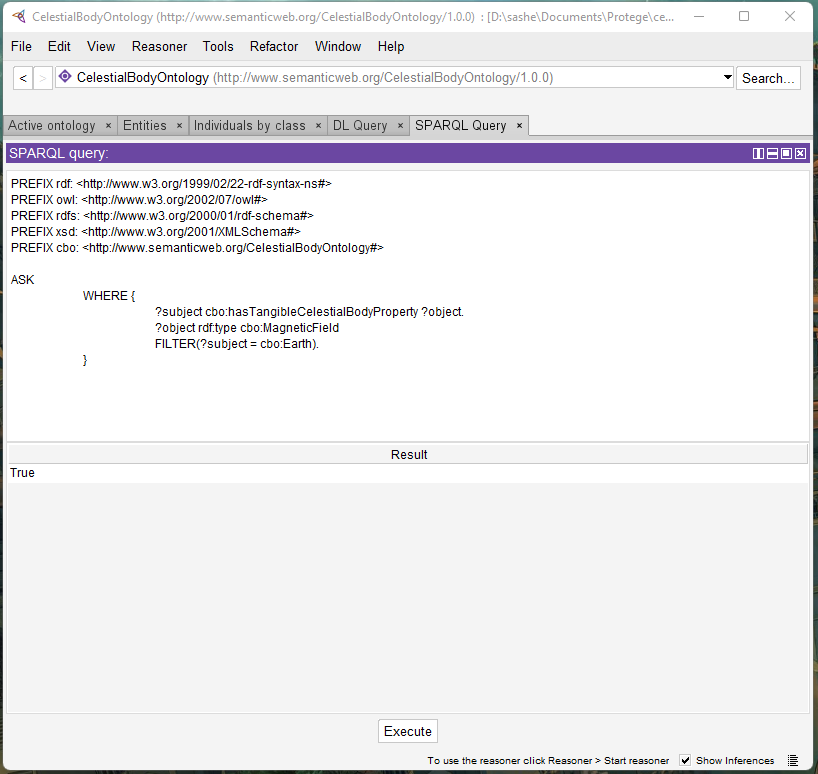 CelestialBodyOntology (http://www.semanticweb.org/CelestialBodyOntology/1.0.0) : [D:\sashe\Documents\Protege\ce...
File Edit View Reasoner Tools Refactor Window Help
< > CelestialBodyOntology (http://www.semanticweb.org/CelestialBodyOntology/1.0.0) Search...
Active ontology × Entities × Individuals by class × DL Query × SPARQL Query ×
SPARQL query:
PREFIX rdf: <http://www.w3.org/1999/02/22-rdf-syntax-ns#>
PREFIX owl: <http://www.w3.org/2002/07/owl#>
PREFIX rdfs: <http://www.w3.org/2000/01/rdf-schema#>
PREFIX xsd: <http://www.w3.org/2001/XMLSchema#>
PREFIX cbo: <http://www.semanticweb.org/CelestialBodyOntology#>
ASK
WHERE {
?subject cbo:hasTangibleCelestialBodyProperty ?object.
?object rdf:type cbo:MagneticField
FILTER(?subject = cbo:Earth).
}
Result
True
Execute
To use the reasoner click Reasoner > Start reasoner Show Inferences